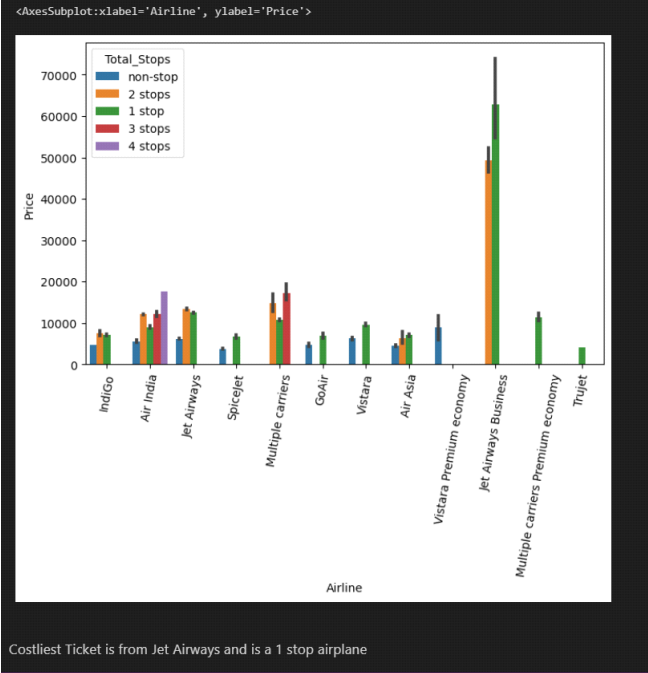 <AxesSubplot:xlabel='Airline', ylabel='Price'>
Total_Stops
non-stop
2 stops
1 stop
3 stops
4 stops
Price
70000
60000
50000
40000
30000
20000
10000
0
IndiGo
Air India
Jet Airways
SpiceJet
Multiple carriers
GoAir
Vistara
Air Asia
Vistara Premium economy
Jet Airways Business
Multiple carriers Premium economy
Trujet
Airline
Costliest Ticket is from Jet Airways and is a 1 stop airplane